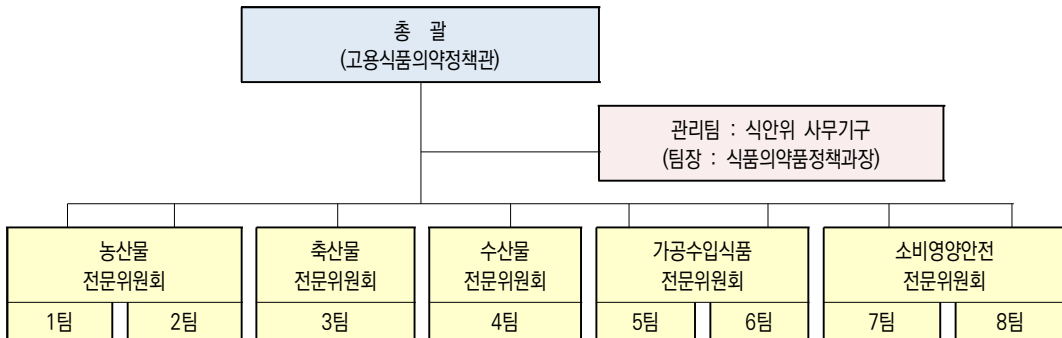 총 괄
(고용식품의약정책관)
관리팀 : 식안위 사무기구
(팀장 : 식품의약품정책과장)
농산물
전문위원회
축산물
전문위원회
수산물
전문위원회
가공수입식품
전문위원회
소비영양안전
전문위원회
1팀
2팀
3팀
4팀
5팀
6팀
7팀
8팀